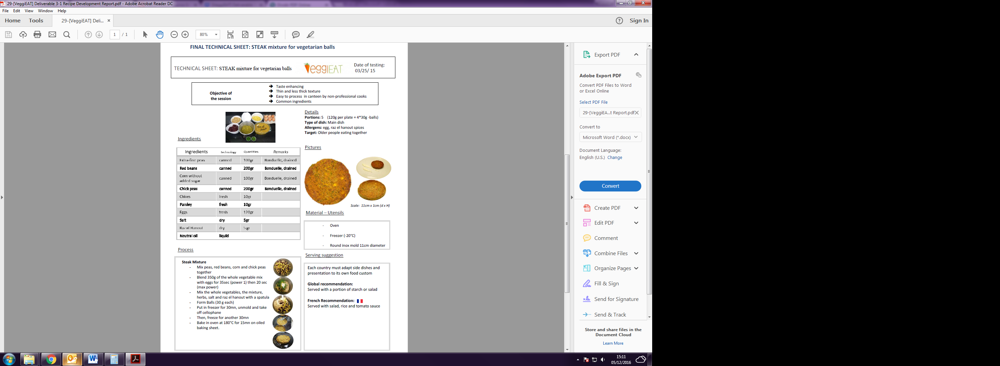 29-[VeggiEAT] Deliverable 3-1 Recipe Development Report.pdf - Adobe Acrobat Reader DC
File Edit View Window Help
Home Tools 29-[VeggiEAT] Deli... × ? Sign In
1 / 1 80%
FINAL TECHNICAL SHEET: STEAK mixture for vegetarian balls
TECHNICAL SHEET: STEAK mixture for vegetarian balls
VeggiEAT
Date of testing:
03/25/ 15
Objective of
the session
➔ Taste enhancing
➔ Thin and less thick texture
➔ Easy to process in canteen by non-professional cooks
➔ Common ingredients
Details
Portions: 5 (120g per plate = 4*30g -balls)
Type of dish: Main dish
Allergens: egg, raz el hanout spices
Target: Older people eating together
Ingredients
Ingredients Technology Quantities Remarks
Extra-fine peas canned 100gr Bonduelle, drained
Red beans canned 200gr Bonduelle, drained
Corn without
added sugar canned 100gr Bonduelle, drained
Chick peas canned 200gr Bonduelle, drained
Chives fresh 10gr
Parsley fresh 10gr
Eggs fresh 120gr
Salt dry 5gr
Raz el Hanout dry 5 gr
Neutral oil liquid
Pictures
Scale: 11cm x 1cm (d x H)
Material – Utensils
- Oven
- Freezer (-20°C)
- Round inox mold 11cm diameter
Process
Steak Mixture
- Mix peas, red beans, corn and chick peas
together
- Blend 350g of the whole vegetable mix
with eggs for 35sec (power 1) then 20 sec
(max power)
- Mix the whole vegetables, the mixture,
herbs, salt and raz el hanout with a spatula
- Form Balls (30 g each)
- Put in freezer for 30mn, unmold and take
off cellophane
- Then, freeze for another 30mn
- Bake in oven at 180°C for 15mn on oiled
baking sheet.
Serving suggestion
Each country must adapt side dishes and
presentation to its own food custom
Global recommendation:
Served with a portion of starch or salad
French Recommendation:
Served with salad, rice and tomato sauce
Export PDF
Adobe Export PDF
Convert PDF Files to Word
or Excel Online
Select PDF File
29-[VeggiEA...t Report.pdf
Convert to
Microsoft Word (*.docx)
Document Language:
English (U.S.) Change
Convert
Create PDF
Edit PDF
Comment
Combine Files
Organize Pages
Fill & Sign
Send for Signature
Send & Track
Store and share files in the
Document Cloud
Learn More
15:11
05/12/2016